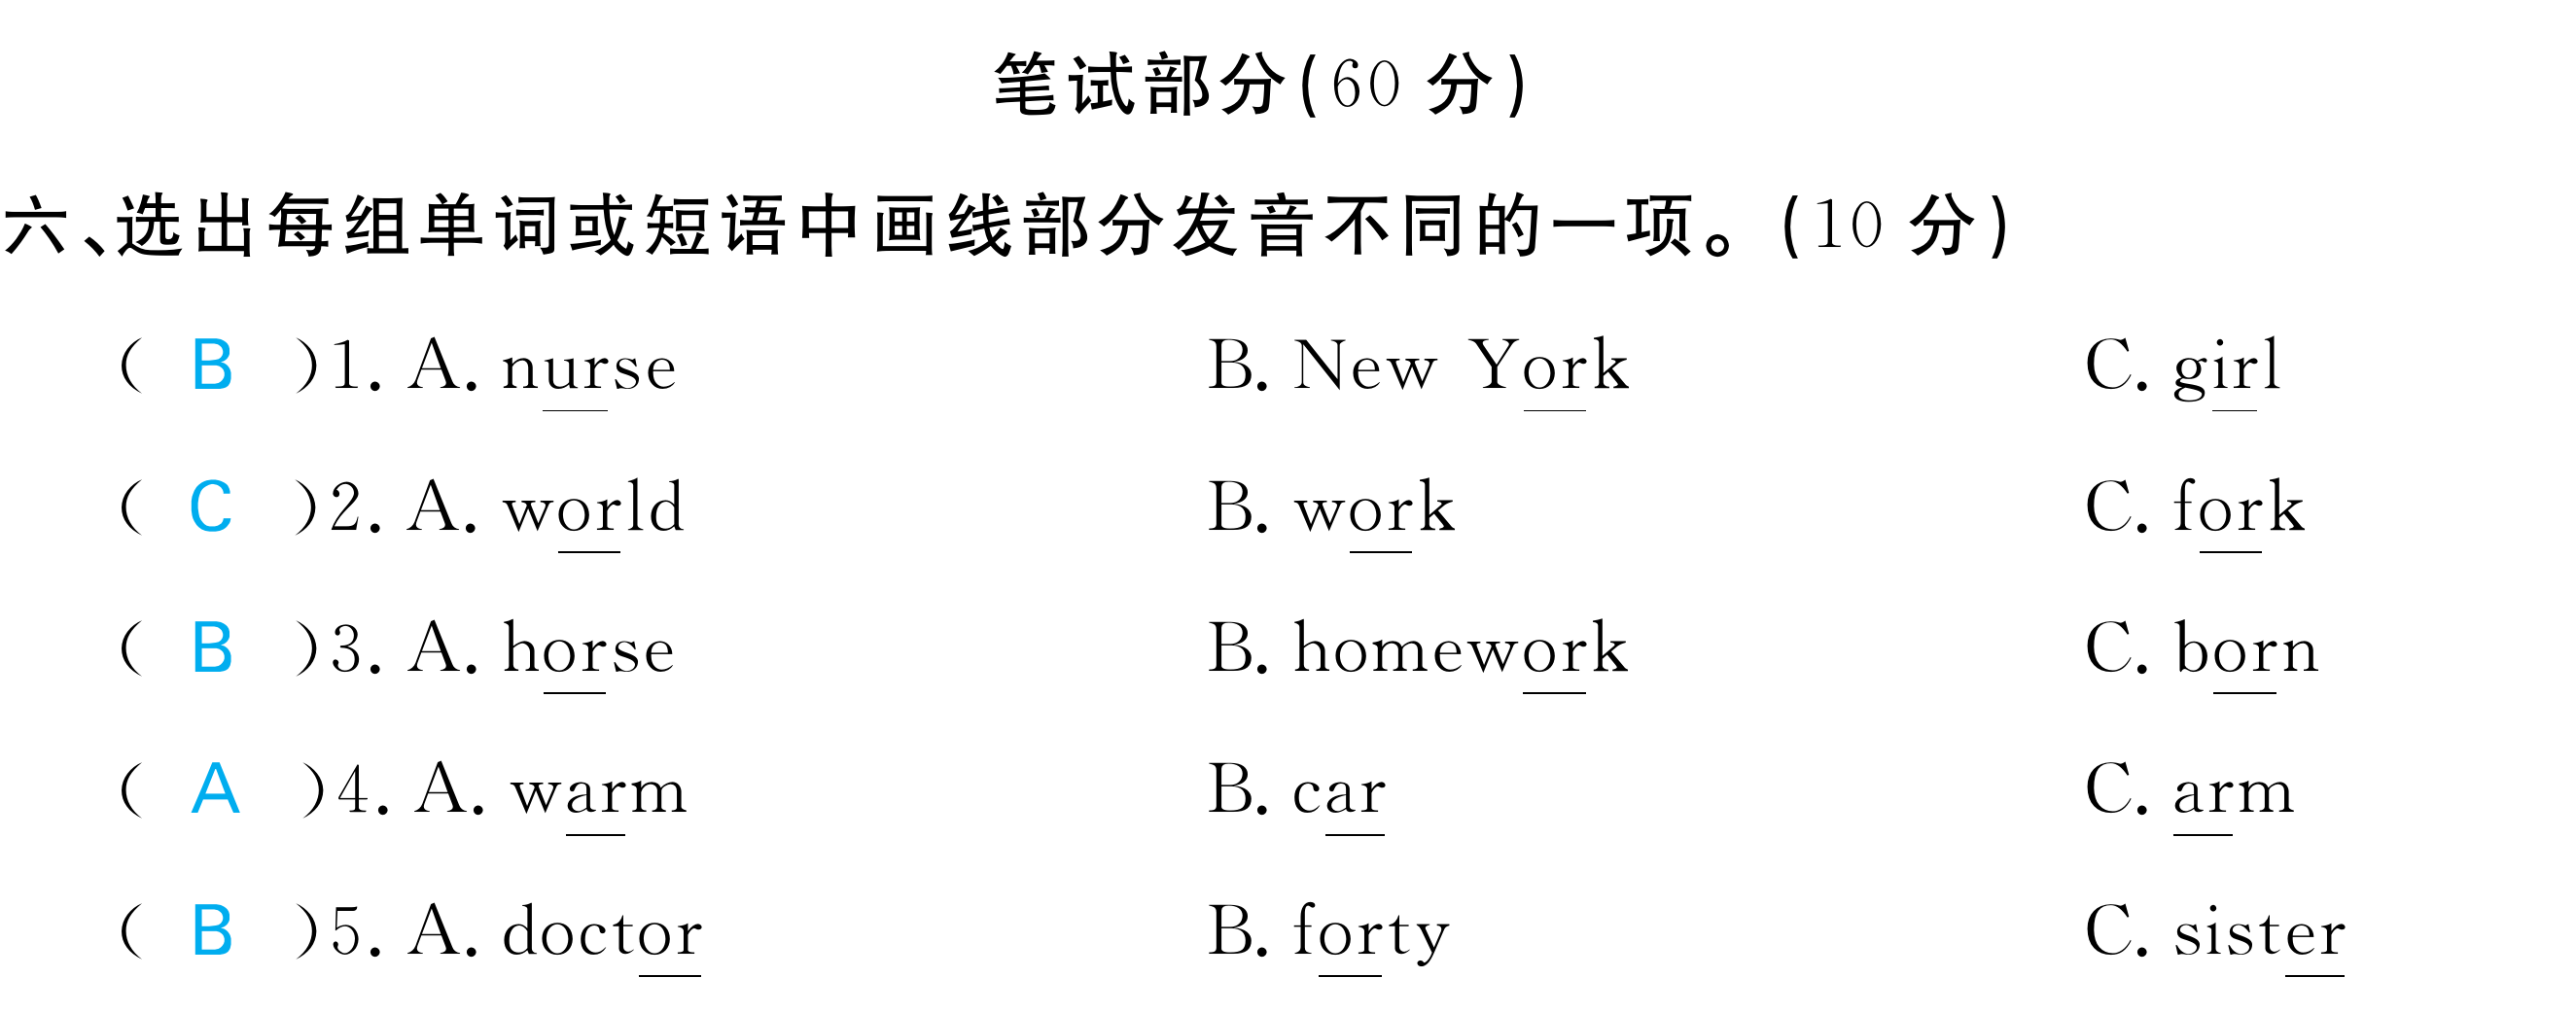 笔试部分(60 分)
六、选出每组单词或短语中画线部分发音不同的一项。(10 分)
( B )1. A. nurse B. New York C. girl
( C )2. A. world B. work C. fork
( B )3. A. horse B. homework C. born
( A )4. A. warm B. car C. arm
( B )5. A. doctor B. forty C. sister